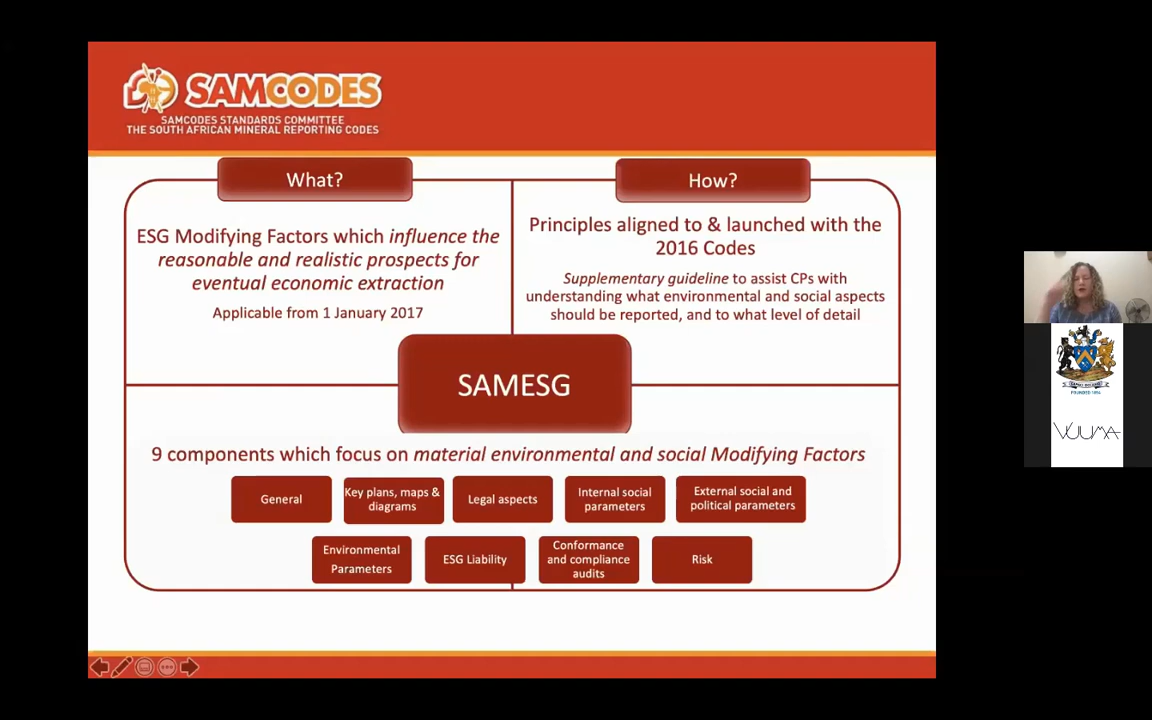 SAMCODES
SAMCODES STANDARDS COMMITTEE
THE SOUTH AFRICAN MINERAL REPORTING CODES
What?
ESG Modifying Factors which influence the
reasonable and realistic prospects for
eventual economic extraction
Applicable from 1 January 2017
How?
Principles aligned to & launched with the
2016 Codes
Supplementary guideline to assist CPs with
understanding what environmental and social aspects
should be reported, and to what level of detail
SAMESG
9 components which focus on material environmental and social Modifying Factors
General
Key plans, maps &
diagrams
Legal aspects
Internal social
parameters
External social and
political parameters
Environmental
Parameters
ESG Liability
Conformance
and compliance
audits
Risk
FOUNDED 1894
VUUMA